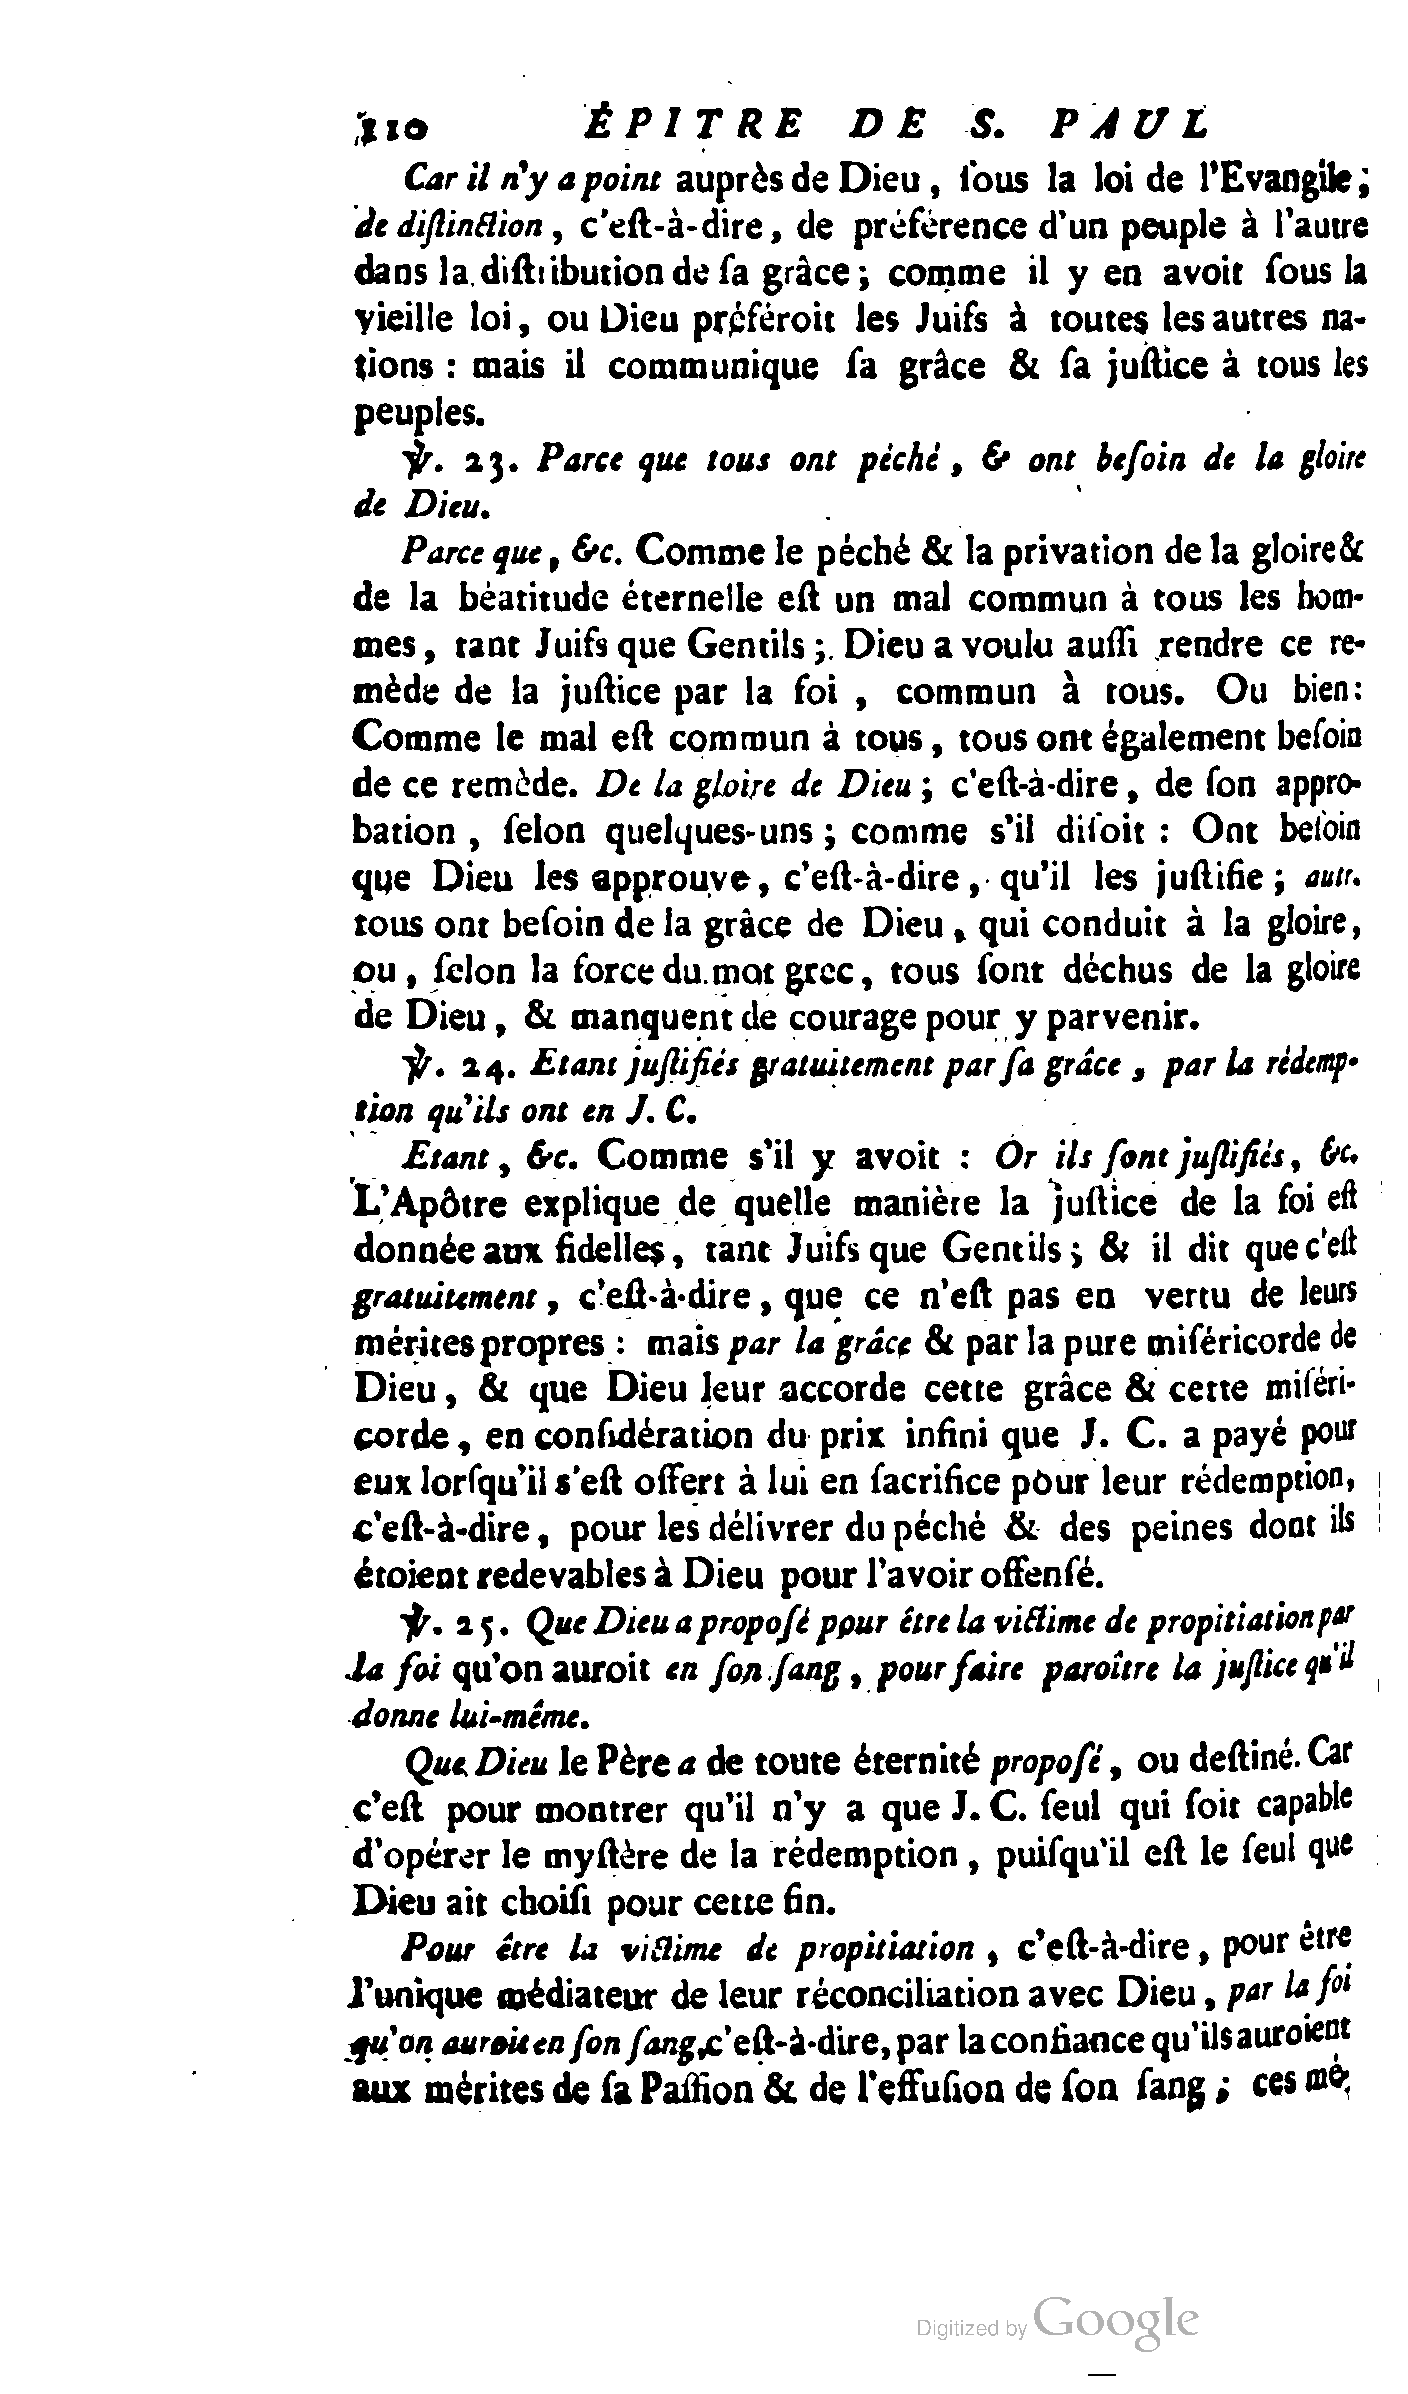 110 ÉPITRE DE S. PAUL
Car il n'y a point auprès de Dieu, ſous la loi de l'Evangile;
de diſtinction, c'eſt-à-dire, de préférence d'un peuple à l'autre
dans la diſtribution de ſa grâce; comme il y en avoit ſous la
vieille loi, ou Dieu préféroit les Juifs à toutes les autres na-
tions : mais il communique ſa grâce & ſa juſtice à tous les
peuples.
℣. 23. Parce que tous ont péché, & ont beſoin de la gloire
de Dieu.
Parce que, &c. Comme le péché & la privation de la gloire &
de la béatitude éternelle eſt un mal commun à tous les hom-
mes, tant Juifs que Gentils; Dieu a voulu auſſi rendre ce re-
mède de la juſtice par la foi, commun à tous. Ou bien:
Comme le mal eſt commun à tous, tous ont également beſoin
de ce remède. De la gloire de Dieu; c'eſt-à-dire, de ſon appro-
bation, ſelon quelques-uns; comme s'il diſoit : Ont beſoin
que Dieu les approuve, c'eſt-à-dire, qu'il les juſtifie; autr.
tous ont beſoin de la grâce de Dieu, qui conduit à la gloire,
ou, ſelon la force du mot grec, tous ſont déchus de la gloire
de Dieu, & manquent de courage pour y parvenir.
℣. 24. Etant juſtifiés gratuitement par ſa grâce, par la rédemp-
tion qu'ils ont en J. C.
Etant, &c. Comme s'il y avoit : Or ils ſont juſtifiés, &c.
L'Apôtre explique de quelle manière la juſtice de la foi eſt
donnée aux fidelles, tant Juifs que Gentils; & il dit que c'eſt
gratuitement, c'eſt-à-dire, que ce n'eſt pas en vertu de leurs
mérites propres : mais par la grâce & par la pure miſéricorde de
Dieu, & que Dieu leur accorde cette grâce & cette miſéri-
corde, en conſidération du prix infini que J. C. a payé pour
eux lorſqu'il s'eſt offert à lui en ſacrifice pour leur rédemption,
c'eſt-à-dire, pour les délivrer du péché & des peines dont ils
étoient redevables à Dieu pour l'avoir offenſé.
℣. 25. Que Dieu a propoſé pour être la victime de propitiation par
la foi qu'on auroit en ſon ſang, pour faire paroître la juſtice qu'il
donne lui-même.
Que Dieu le Père a de toute éternité propoſé, ou deſtiné. Car
c'eſt pour montrer qu'il n'y a que J. C. ſeul qui ſoit capable
d'opérer le myſtère de la rédemption, puiſqu'il eſt le ſeul que
Dieu ait choiſi pour cette fin.
Pour être la victime de propitiation, c'eſt-à-dire, pour être
l'unique médiateur de leur réconciliation avec Dieu, par la foi
qu'on auroit en ſon ſang, c'eſt-à-dire, par la confiance qu'ils auroient
aux mérites de ſa Paſſion & de l'effuſion de ſon ſang; ces mé-
Digitized by Google